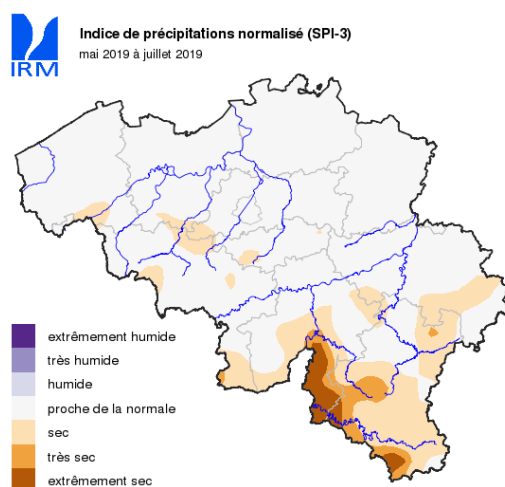 Indice de précipitations normalisé (SPI-3)
mai 2019 à juillet 2019
IRM
extrêmement humide
très humide
humide
proche de la normale
sec
très sec
extrêmement sec